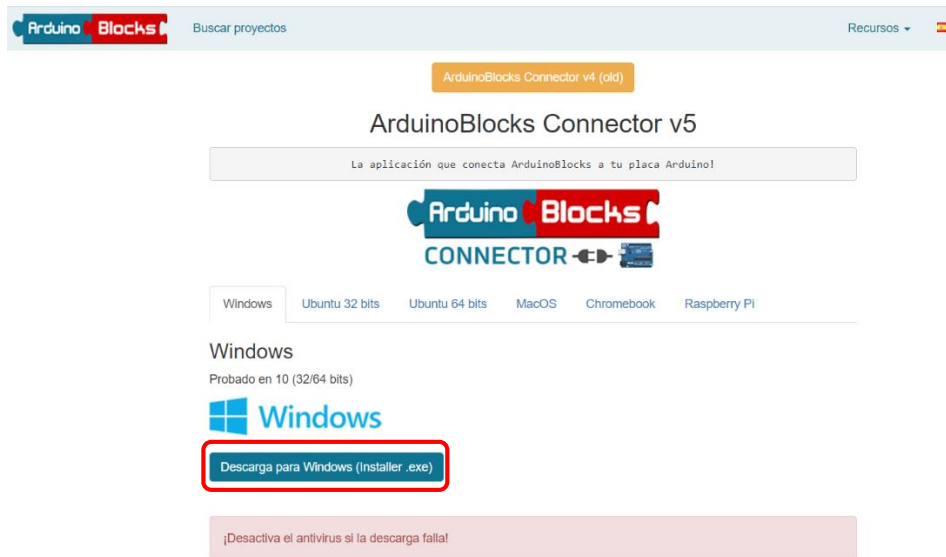 Arduino Blocks
Buscar proyectos
Recursos
ArduinoBlocks Connector v4 (old)
ArduinoBlocks Connector v5
La aplicación que conecta ArduinoBlocks a tu placa Arduino!
Arduino Blocks
CONNECTOR
Windows
Ubuntu 32 bits
Ubuntu 64 bits
MacOS
Chromebook
Raspberry Pi
Windows
Probado en 10 (32/64 bits)
Windows
Descarga para Windows (Installer .exe)
¡Desactiva el antivirus si la descarga falla!